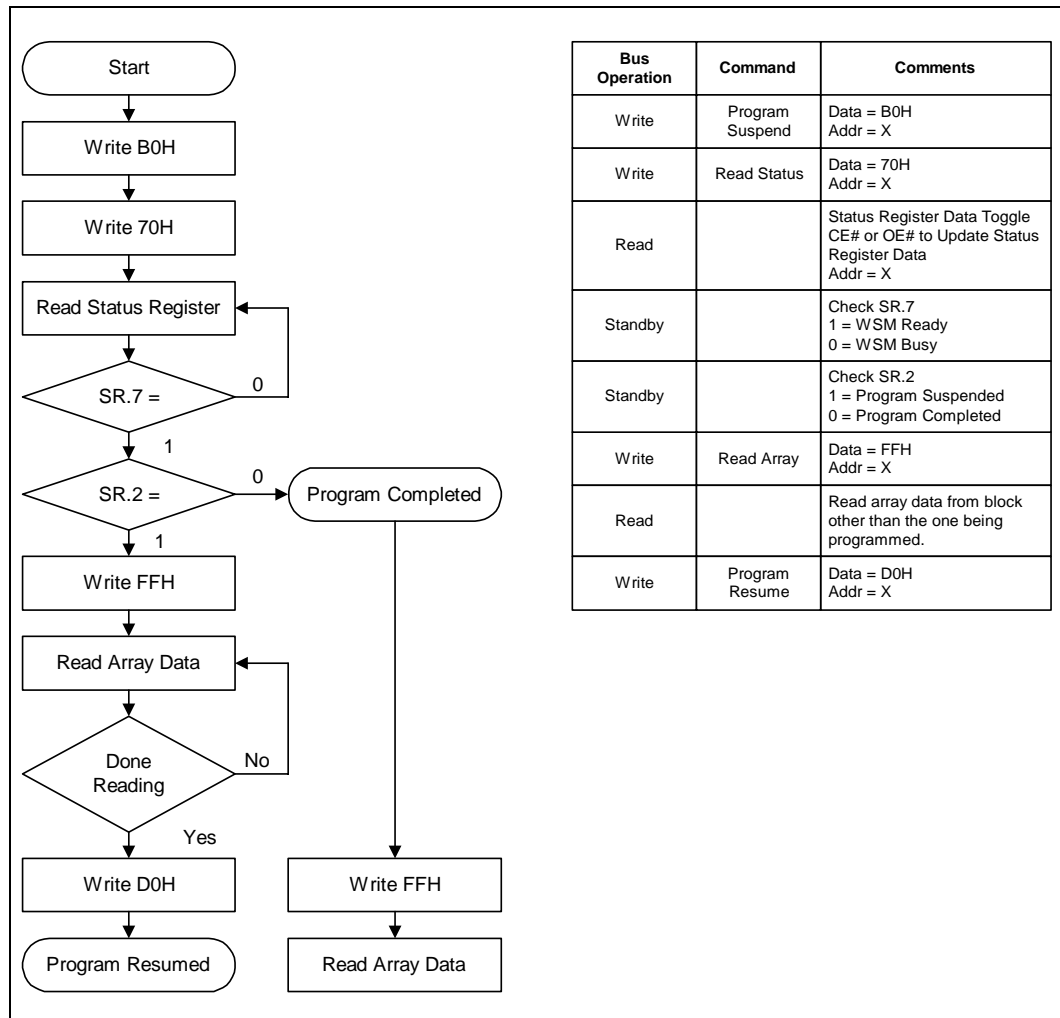 Start
Write B0H
Write 70H
Read Status Register
SR.7 =
0
1
SR.2 =
0
Program Completed
1
Write FFH
Read Array Data
Done
Reading
No
Yes
Write D0H
Write FFH
Program Resumed
Read Array Data
Bus
Operation
Command
Comments
Write
Program
Suspend
Data = B0H
Addr = X
Write
Read Status
Data = 70H
Addr = X
Read
Status Register Data Toggle
CE# or OE# to Update Status
Register Data
Addr = X
Standby
Check SR.7
1 = WSM Ready
0 = WSM Busy
Standby
Check SR.2
1 = Program Suspended
0 = Program Completed
Write
Read Array
Data = FFH
Addr = X
Read
Read array data from block
other than the one being
programmed.
Write
Program
Resume
Data = D0H
Addr = X